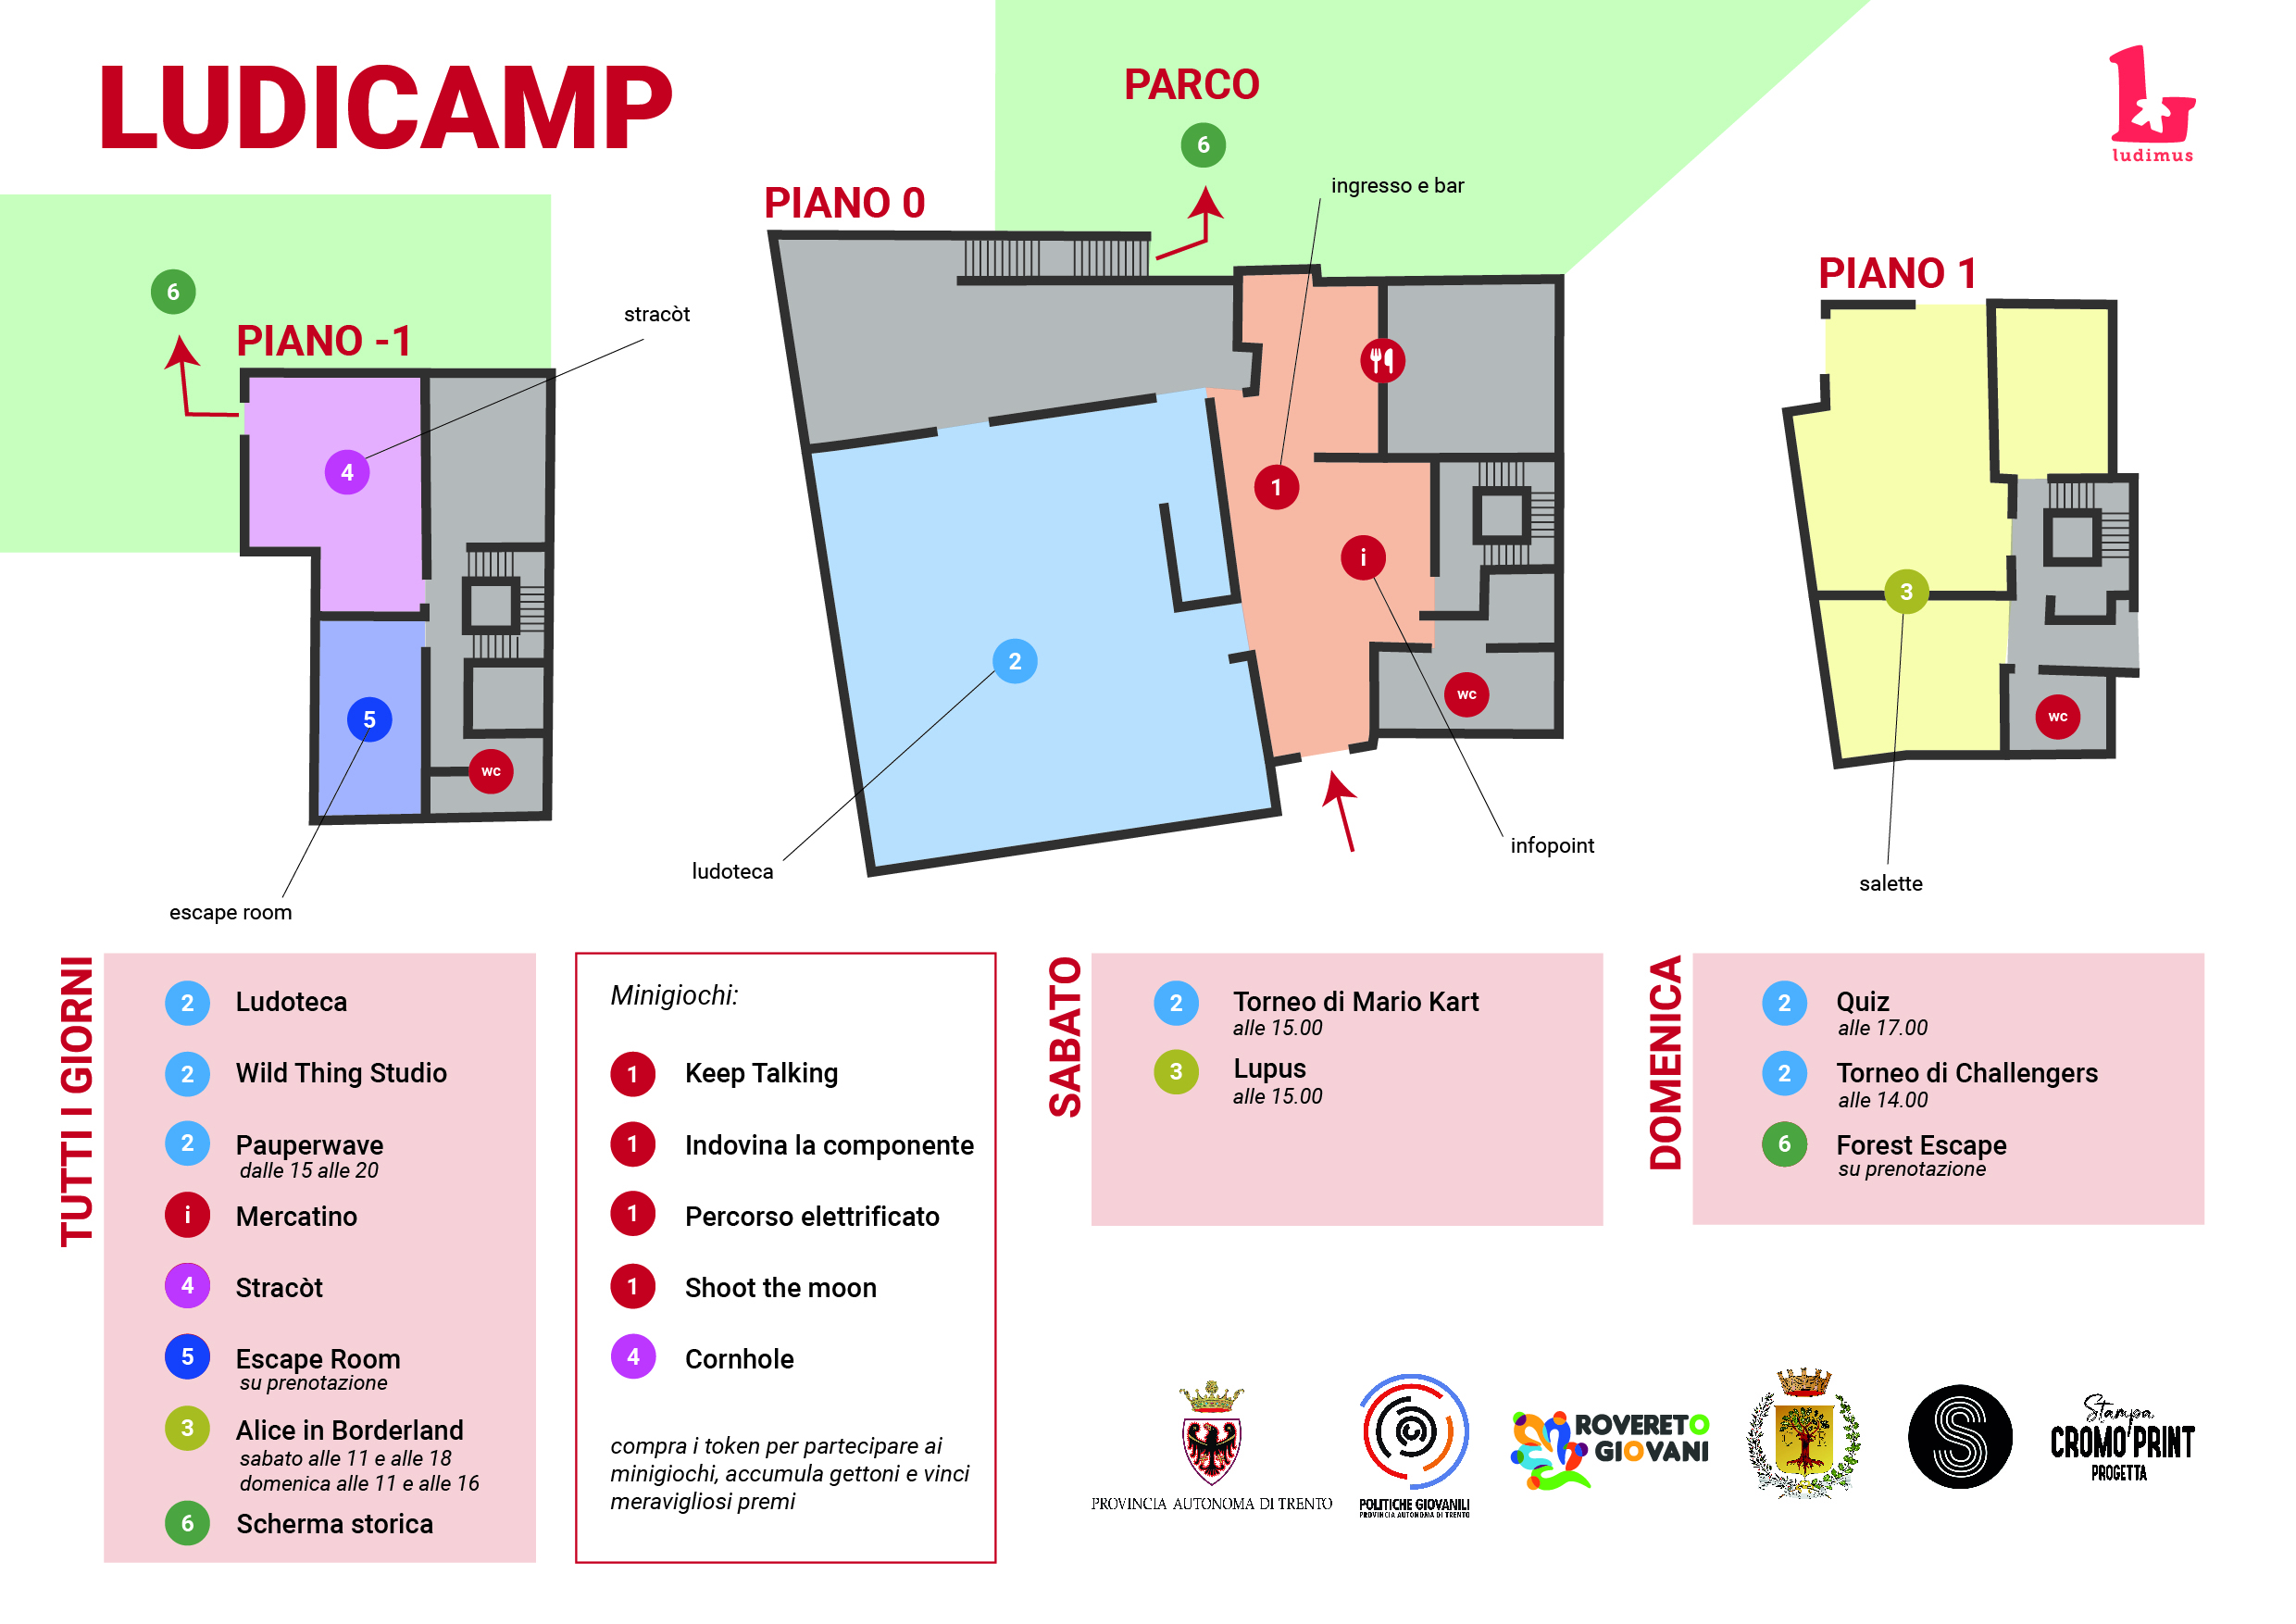 LUDICAMP
PARCO
6
ludimus
PIANO 0
ingresso e bar
PIANO 1
6
PIANO -1
stracòt
4
1
i
2
3
5
wc
wc
wc
ludoteca
infopoint
salette
escape room
TUTTI I GIORNI
2 Ludoteca
2 Wild Thing Studio
2 Pauperwave
dalle 15 alle 20
i Mercatino
4 Stracòt
5 Escape Room
su prenotazione
3 Alice in Borderland
sabato alle 11 e alle 18
domenica alle 11 e alle 16
6 Scherma storica
Minigiochi:
1 Keep Talking
1 Indovina la componente
1 Percorso elettrificato
1 Shoot the moon
4 Cornhole
compra i token per partecipare ai
minigiochi, accumula gettoni e vinci
meravigliosi premi
SABATO
2 Torneo di Mario Kart
alle 15.00
3 Lupus
alle 15.00
DOMENICA
2 Quiz
alle 17.00
2 Torneo di Challengers
alle 14.00
6 Forest Escape
su prenotazione
PROVINCIA AUTONOMA DI TRENTO
POLITICHE GIOVANILI
PROVINCIA AUTONOMA DI TRENTO
ROVERETO
GIOVANI
S
Stampa
CROMO PRINT
PROGETTA